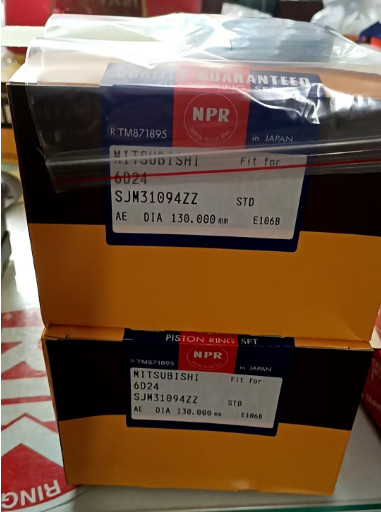 QUALITY GUARANTEED
NPR
R TM871895
in JAPAN
MITSUBISHI Fit for
6D24
SJM31094ZZ STD
AE DIA 130.000 mm E106B
PISTON RING SET
NPR
R TM871895
in JAPAN
MITSUBISHI Fit for
6D24
SJM31094ZZ STD
AE DIA 130.000 mm E106B
RING